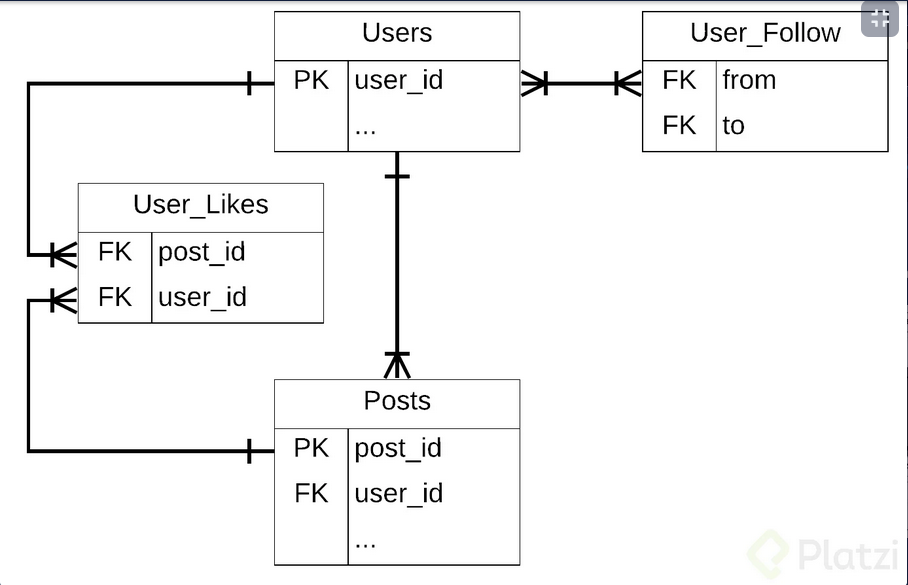 Users
PK user_id
...
User_Follow
FK from
FK to
User_Likes
FK post_id
FK user_id
Posts
PK post_id
FK user_id
...
Platzi